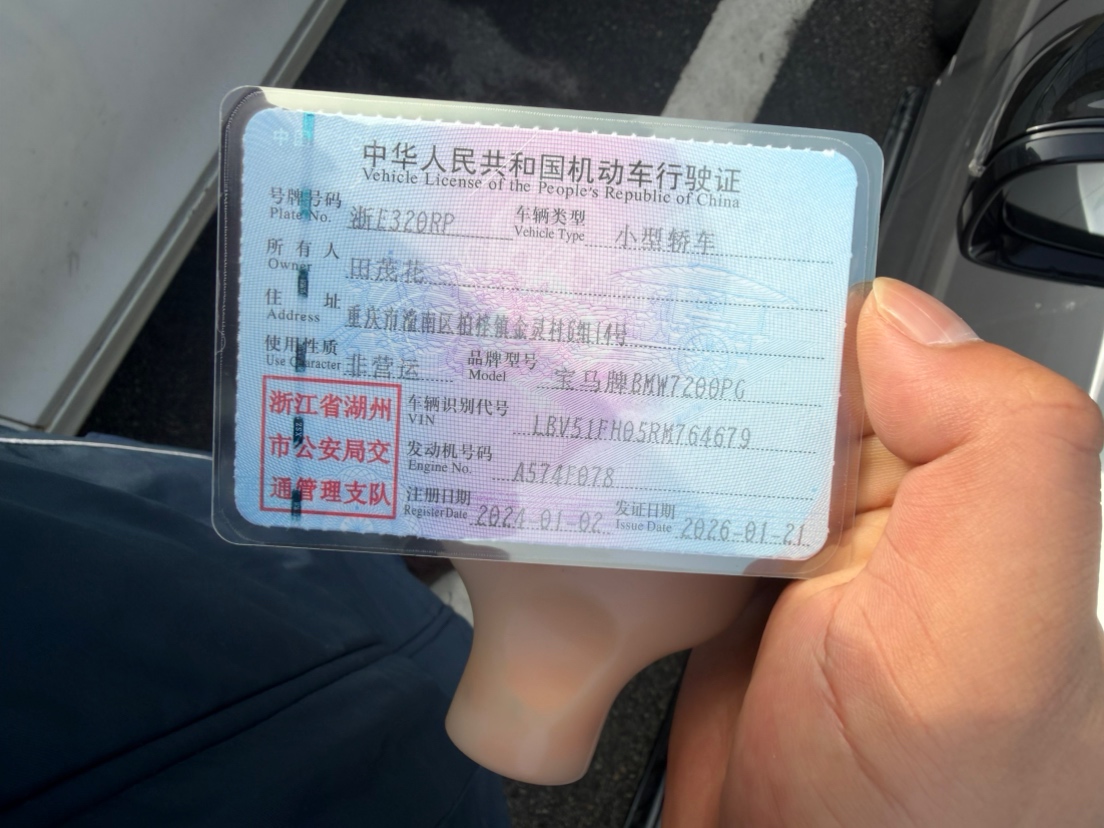 中华人民共和国机动车行驶证
Vehicle License of the People's Republic of China
号牌号码 浙E320RP 车辆类型 小型轿车
Plate No. Vehicle Type
所有人 田茂花
Owner
住址 重庆市潼南区柏梓镇金灵村6组14号
Address
使用性质 非营运 品牌型号 宝马牌BMW7200PG
Use Character Model
浙江省湖州
市公安局交
通管理支队
车辆识别代号 LBV51FH05RM764679
VIN
发动机号码 A574F078
Engine No.
注册日期 2024-01-02 发证日期 2026-01-21
Register Date Issue Date